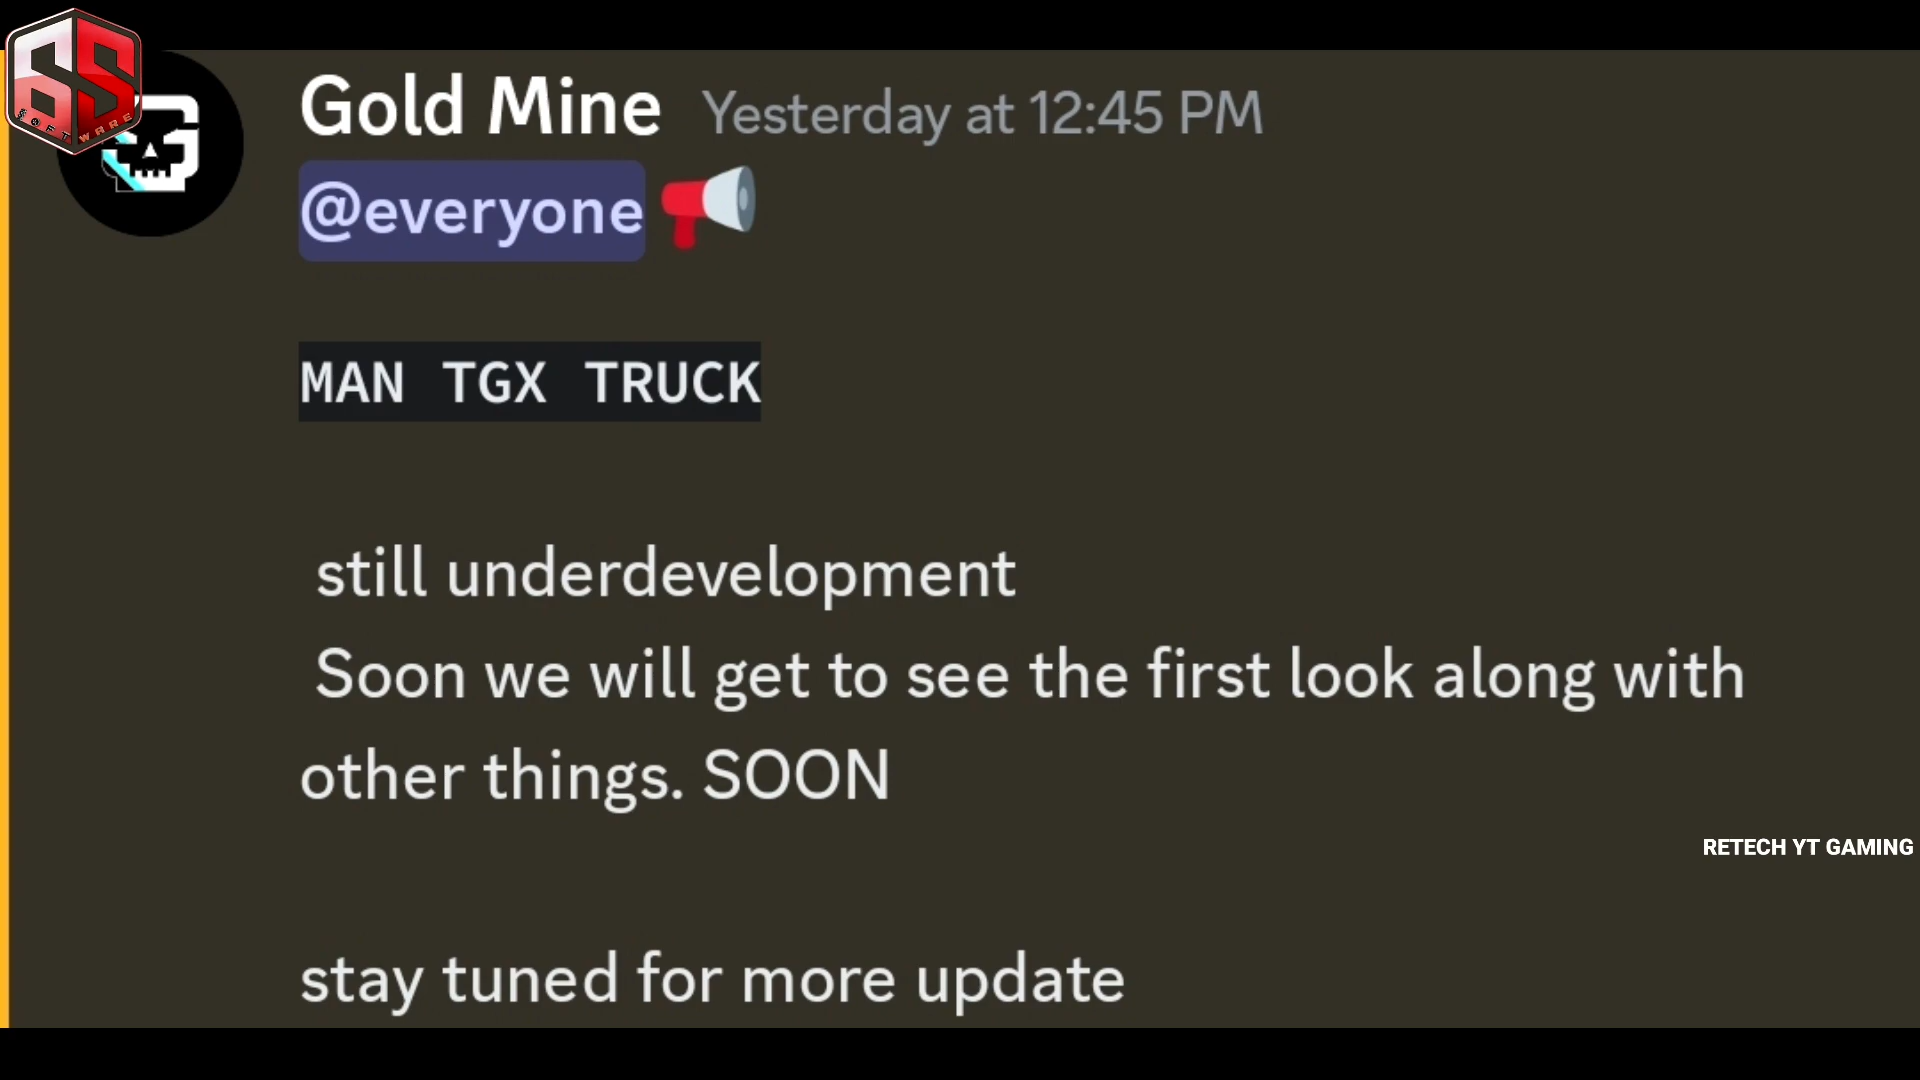 SOFTWARE
Gold Mine Yesterday at 12:45 PM
@everyone
MAN TGX TRUCK
still underdevelopment
Soon we will get to see the first look along with
other things. SOON
RETECH YT GAMING
stay tuned for more update